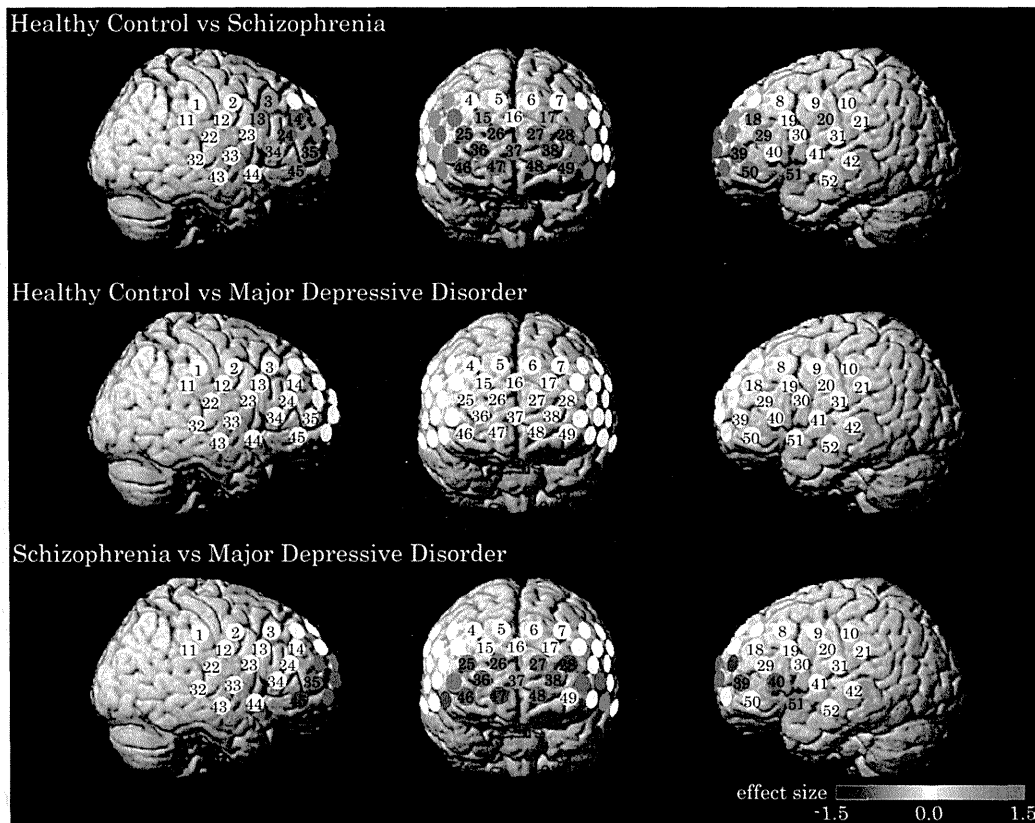 Healthy Control vs Schizophrenia
1 2 3 4 5 6 7 8 9 10
11 12 13 14 15 16 17 18 19 20 21
22 23 24 25 26 27 28 29 30 31
32 33 34 35 36 37 38 39 40 41 42
43 44 45 46 47 48 49 50 51 52
Healthy Control vs Major Depressive Disorder
1 2 3 4 5 6 7 8 9 10
11 12 13 14 15 16 17 18 19 20 21
22 23 24 25 26 27 28 29 30 31
32 33 34 35 36 37 38 39 40 41 42
43 44 45 46 47 48 49 50 51 52
Schizophrenia vs Major Depressive Disorder
1 2 3 4 5 6 7 8 9 10
11 12 13 14 15 16 17 18 19 20 21
22 23 24 25 26 27 28 29 30 31
32 33 34 35 36 37 38 39 40 41 42
43 44 45 46 47 48 49 50 51 52
effect size
-1.5 0.0 1.5